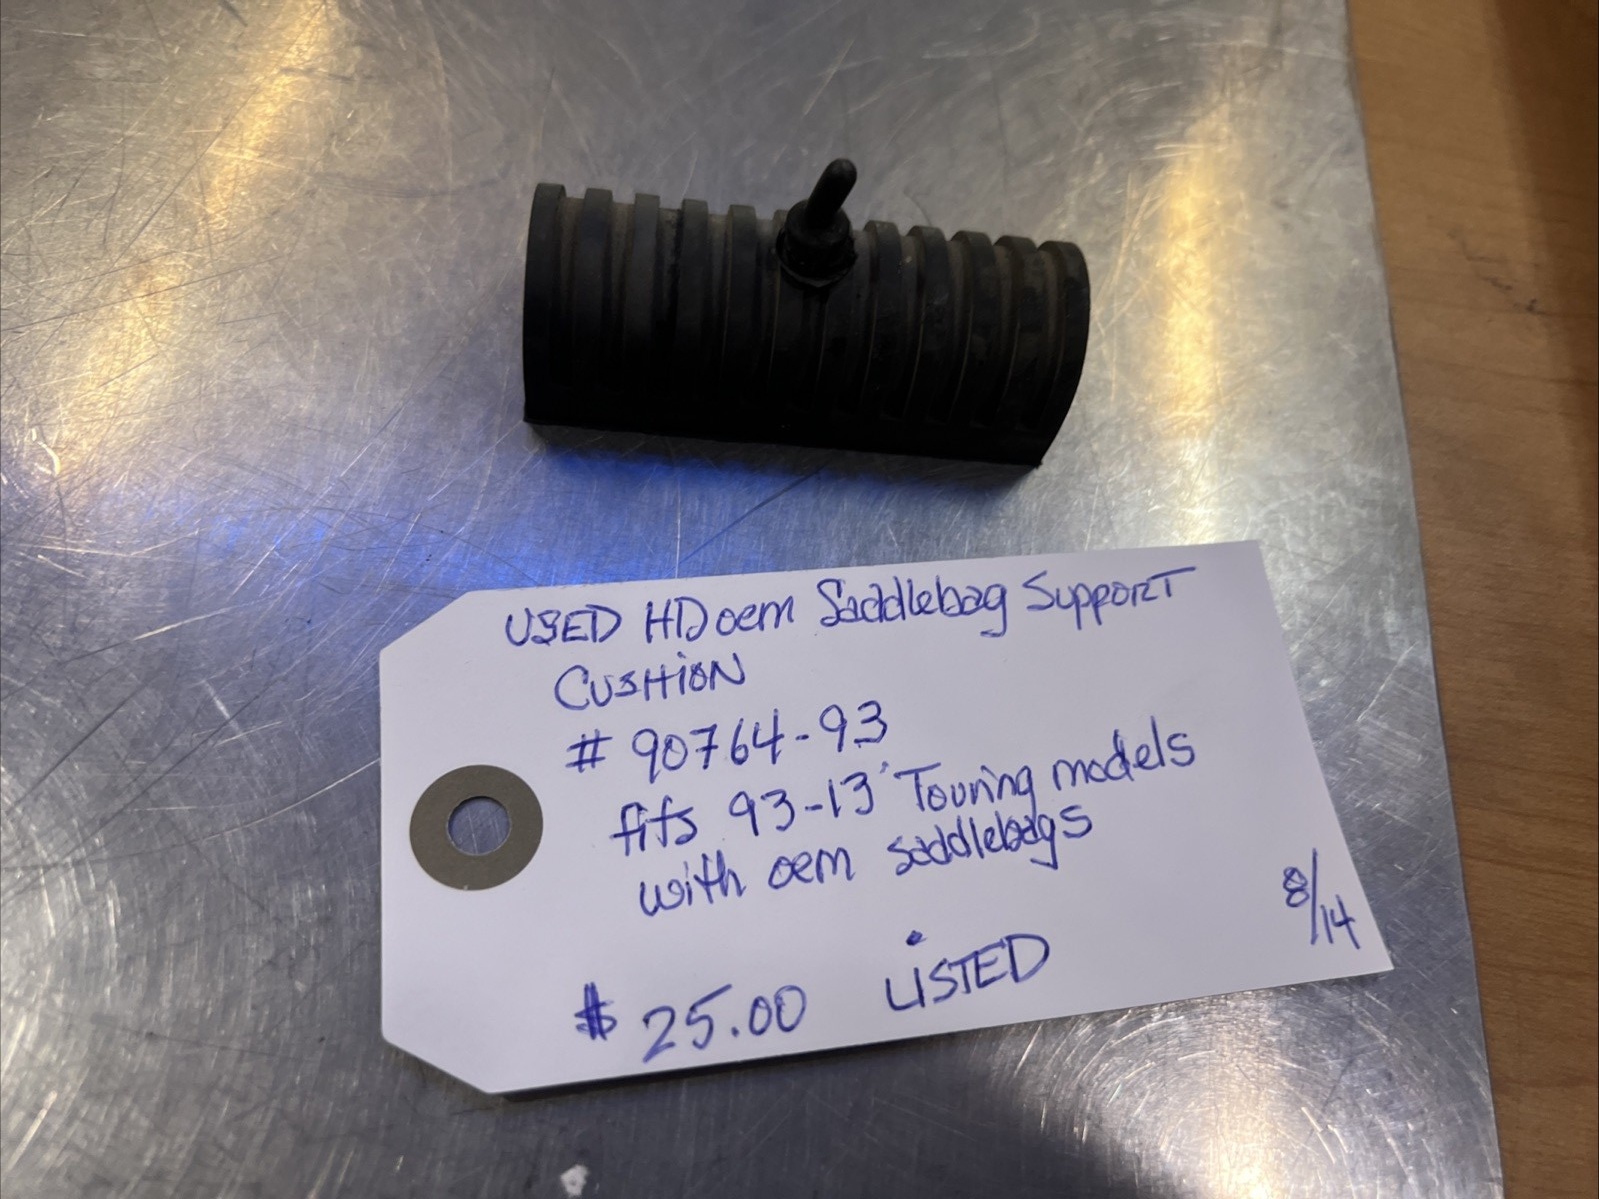 USED HD oem Saddlebag Support
Cushion
# 90764-93
fits 93-13' Touring models
with oem saddlebags
8/14
$ 25.00 LISTED